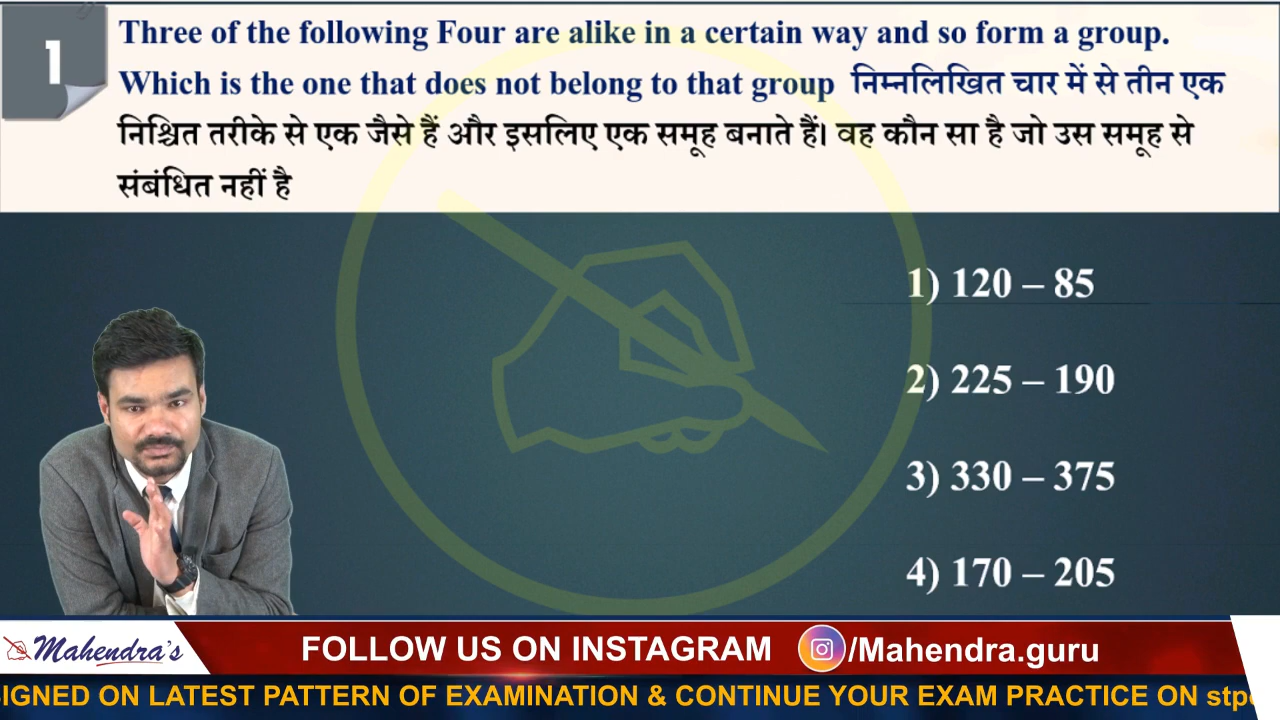 1
Three of the following Four are alike in a certain way and so form a group.
Which is the one that does not belong to that group निम्नलिखित चार में से तीन एक
निश्चित तरीके से एक जैसे हैं और इसलिए एक समूह बनाते हैं। वह कौन सा है जो उस समूह से
संबंधित नहीं है
1) 120 – 85
2) 225 – 190
3) 330 – 375
4) 170 – 205
Mahendra's
FOLLOW US ON INSTAGRAM /Mahendra.guru
SIGNED ON LATEST PATTERN OF EXAMINATION & CONTINUE YOUR EXAM PRACTICE ON